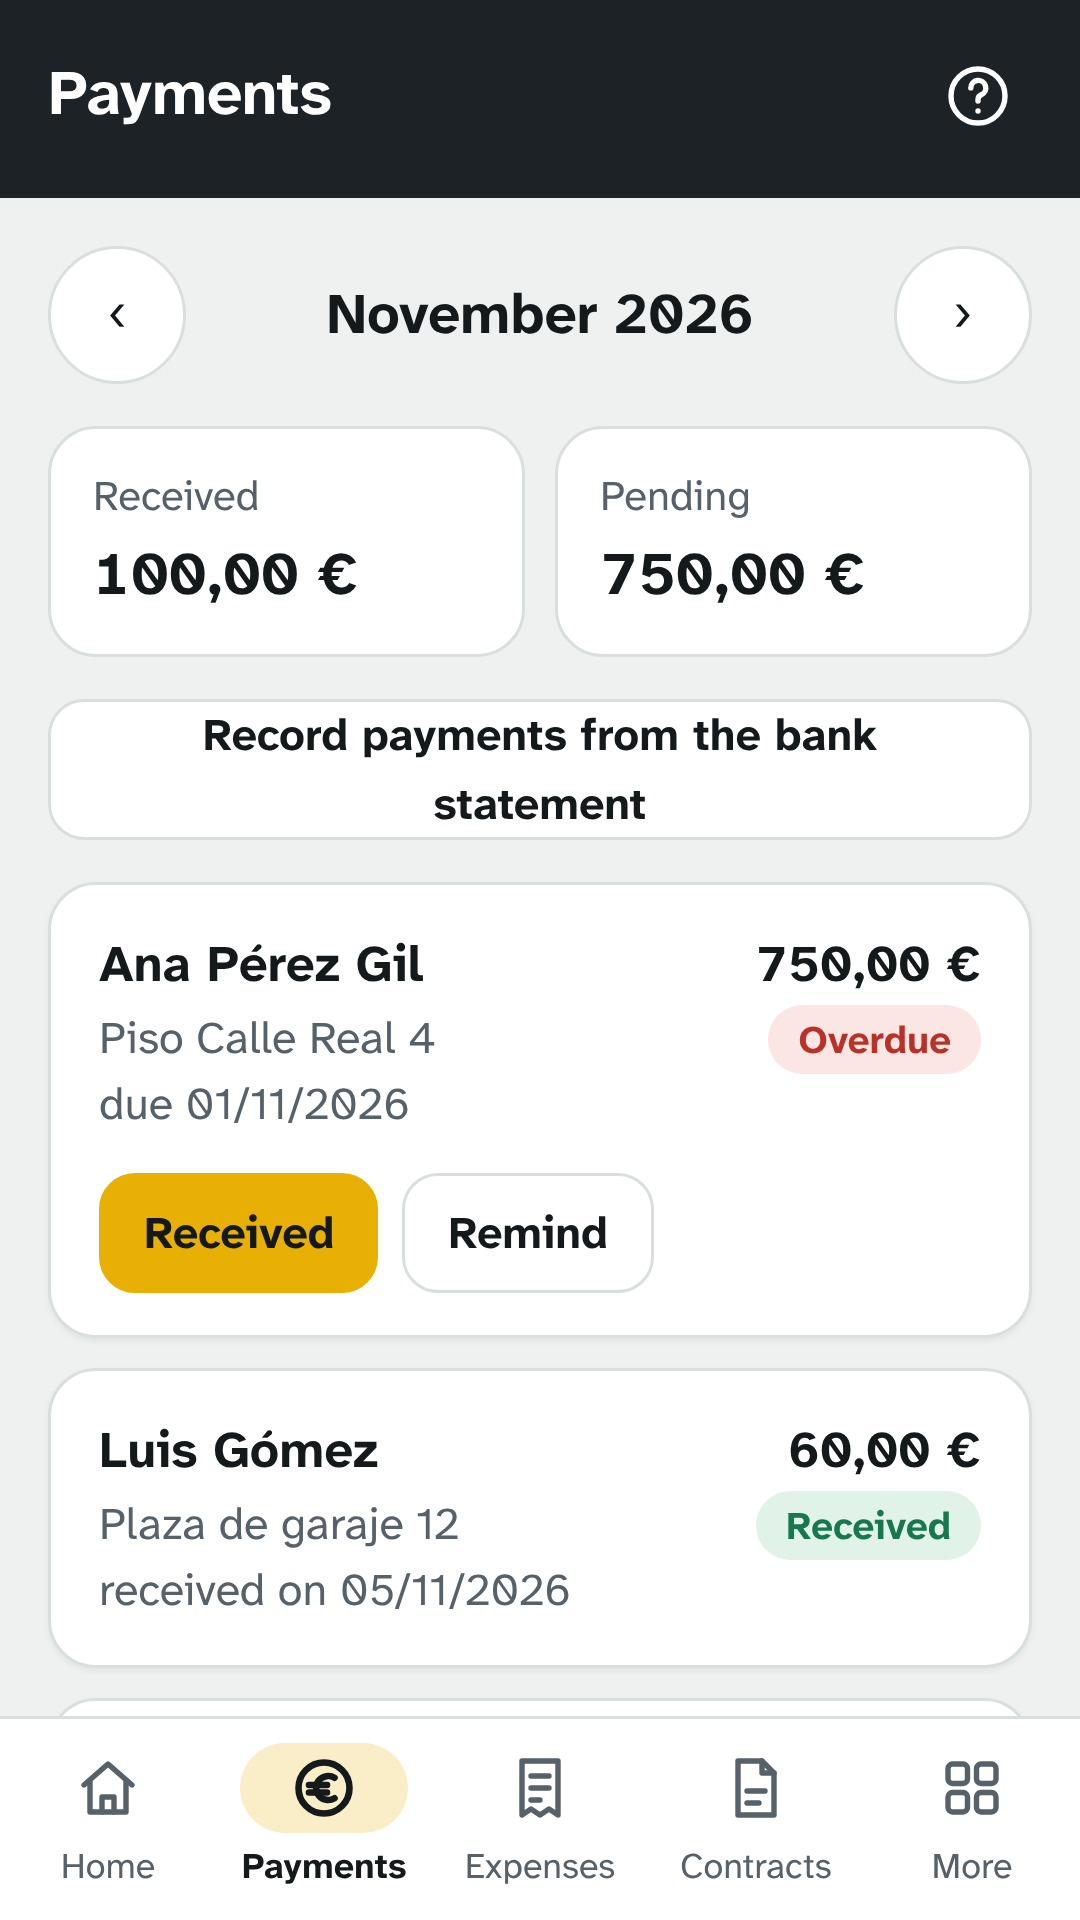 Payments
November 2026
Received
100,00 €
Pending
750,00 €
Record payments from the bank
statement
Ana Pérez Gil
750,00 €
Piso Calle Real 4
Overdue
due 01/11/2026
Received
Remind
Luis Gómez
60,00 €
Plaza de garaje 12
Received
received on 05/11/2026
Home
Payments
Expenses
Contracts
More